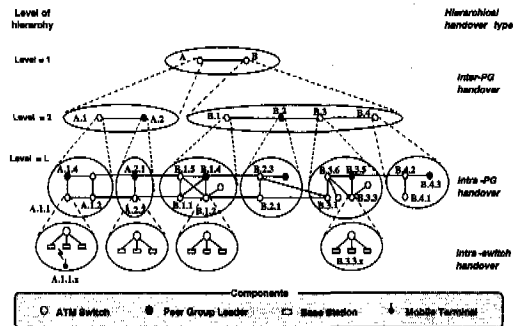 Level of
hierarchy
Hierarchical
handover type
Level = 1
A
B
Inter-PG
handover
Level = 2
A.1
A.2
B.1
B.2
B.3
B.4
Level = L
A.1.4
A.2.1
B.1.5
B.1.4
B.2.3
B.3.6
B.3.5
B.4.2
B.4.3
Intra-PG
handover
A.1.1
A.1.2
A.2.2
B.1.1
B.1.2
B.2.1
B.3.1
B.3.3
B.4.1
Intra-switch
handover
A.1.1.x
B.3.3.x
Components
ATM Switch
Peer Group Leader
Base Station
Mobile Terminal